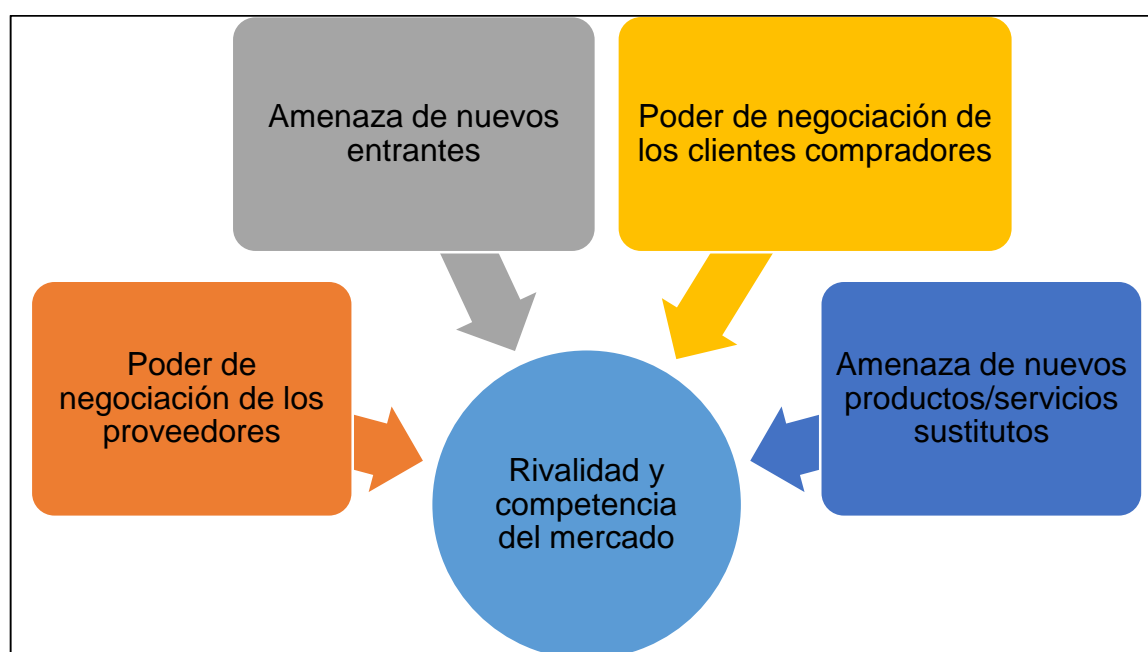 Amenaza de nuevos
entrantes
Poder de negociación de
los clientes compradores
Poder de
negociación de los
proveedores
Amenaza de nuevos
productos/servicios
sustitutos
Rivalidad y
competencia
del mercado